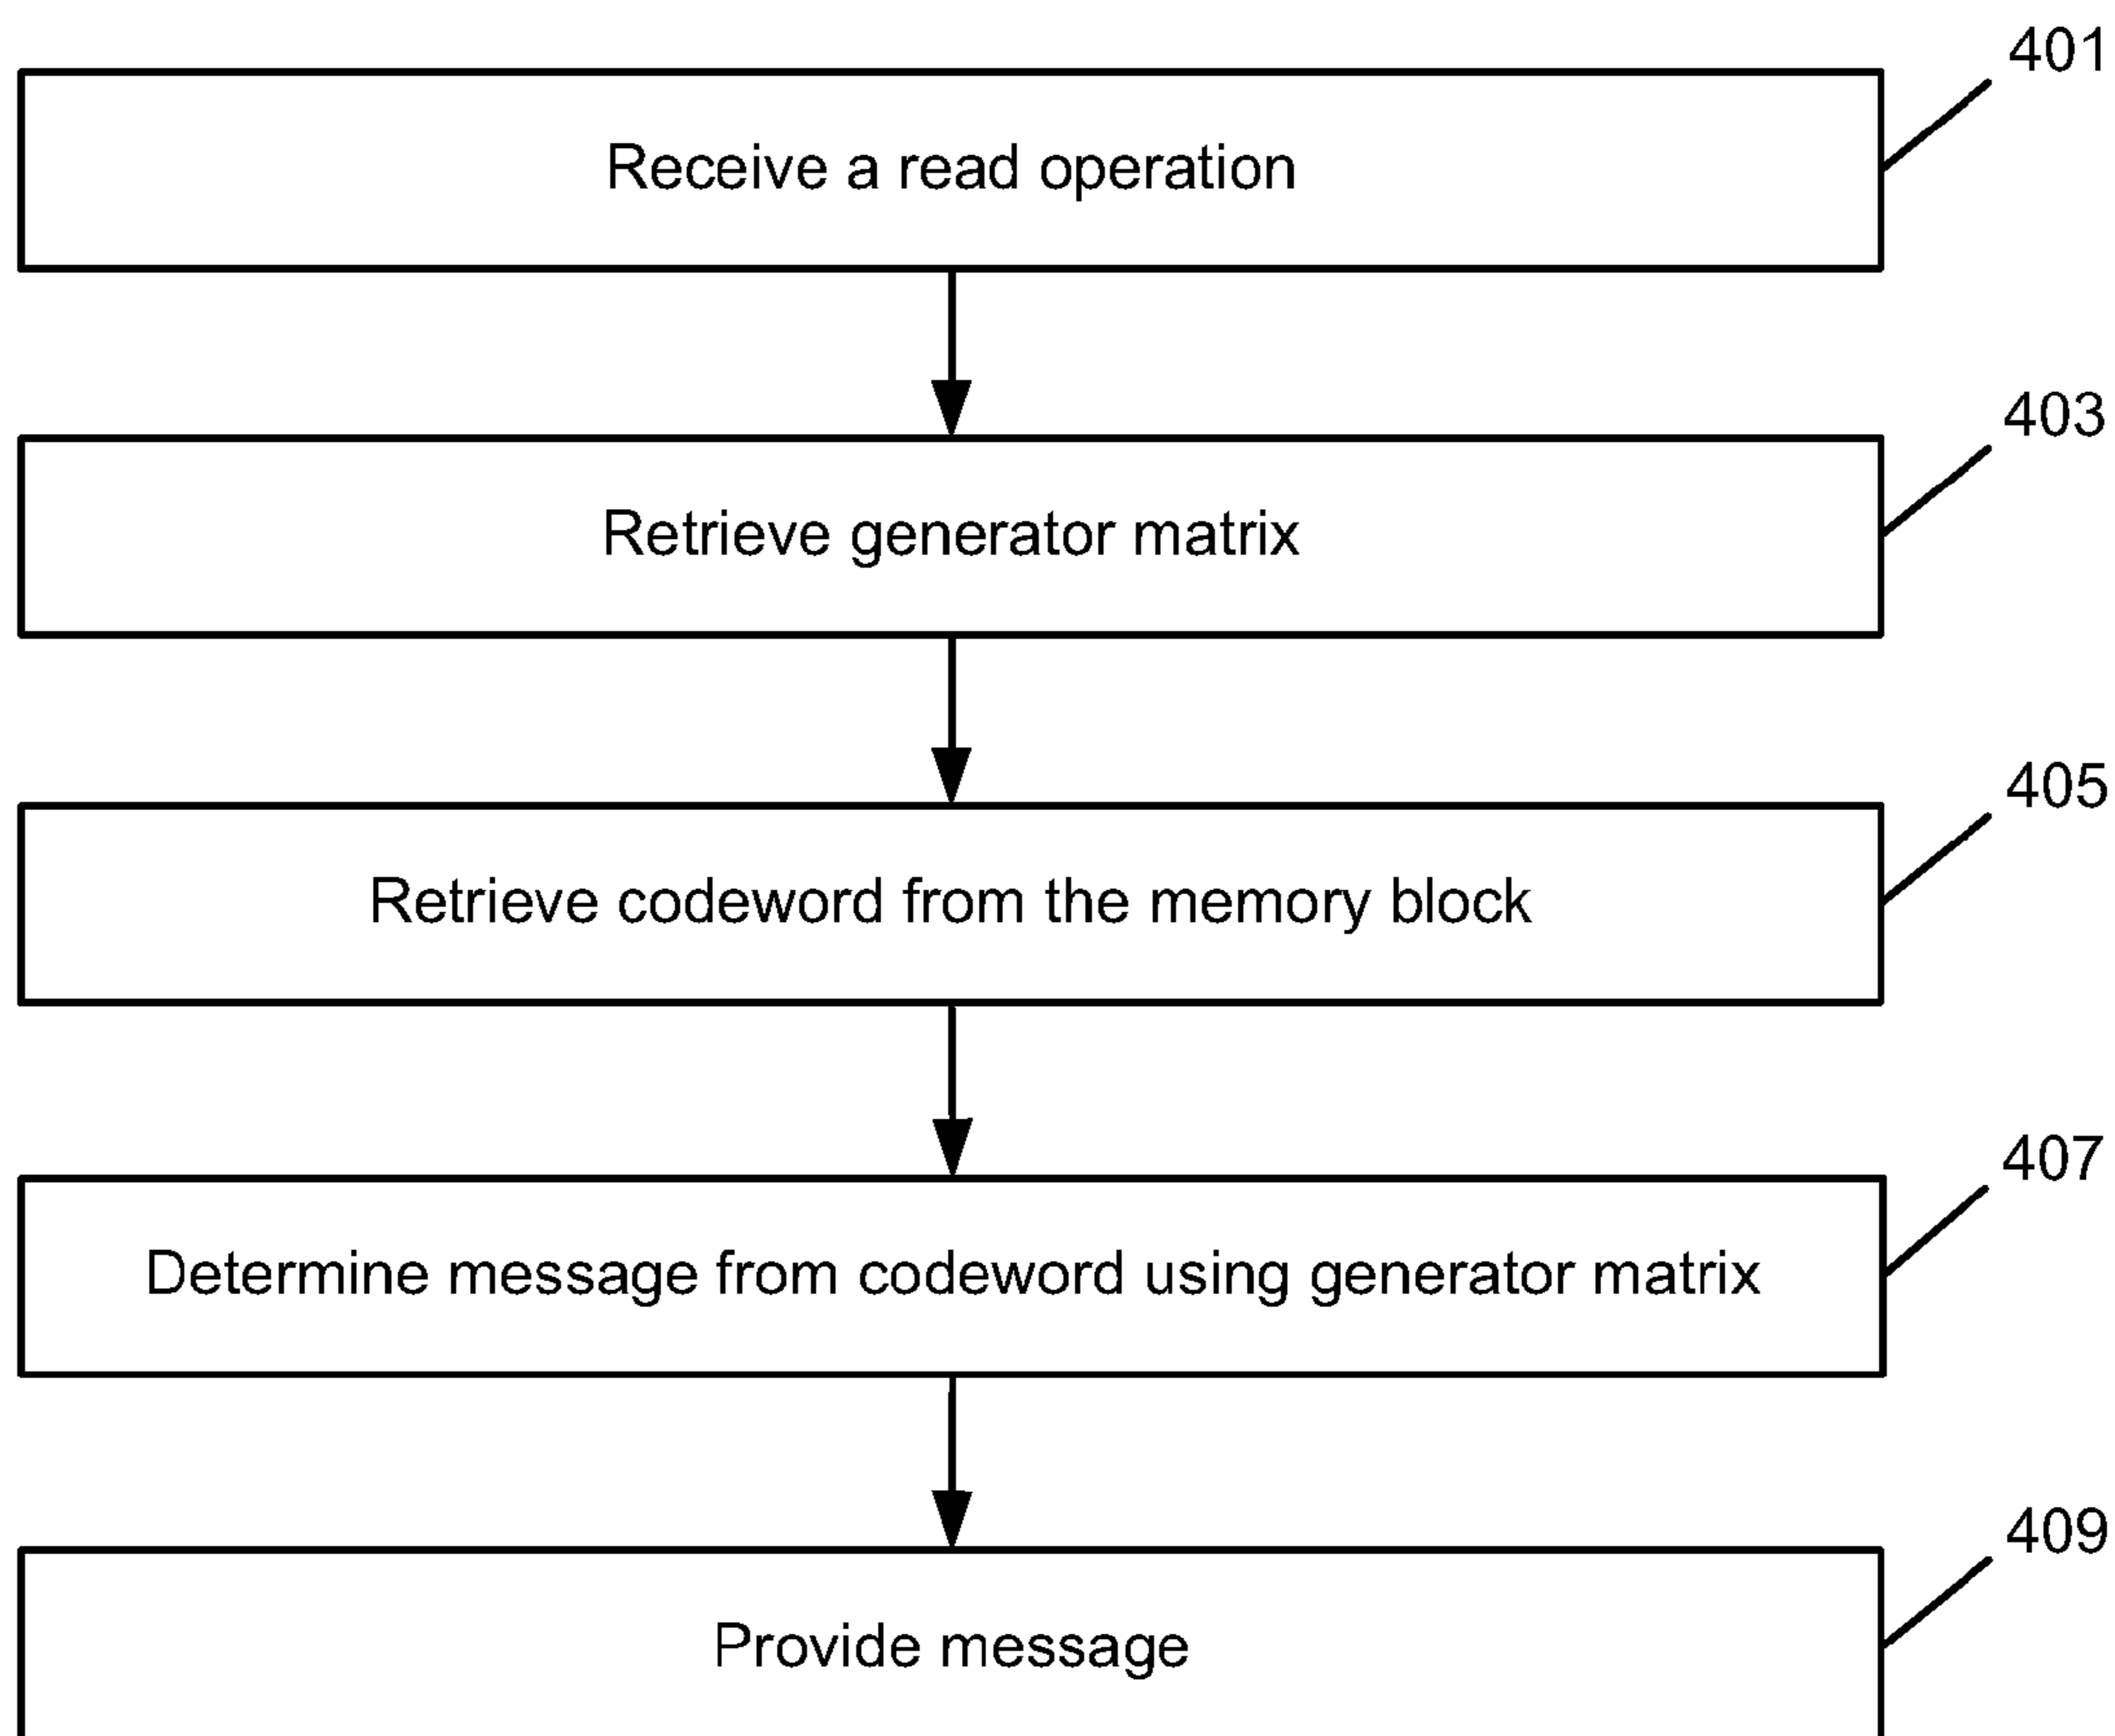 401
Receive a read operation
403
Retrieve generator matrix
405
Retrieve codeword from the memory block
407
Determine message from codeword using generator matrix
409
Provide message